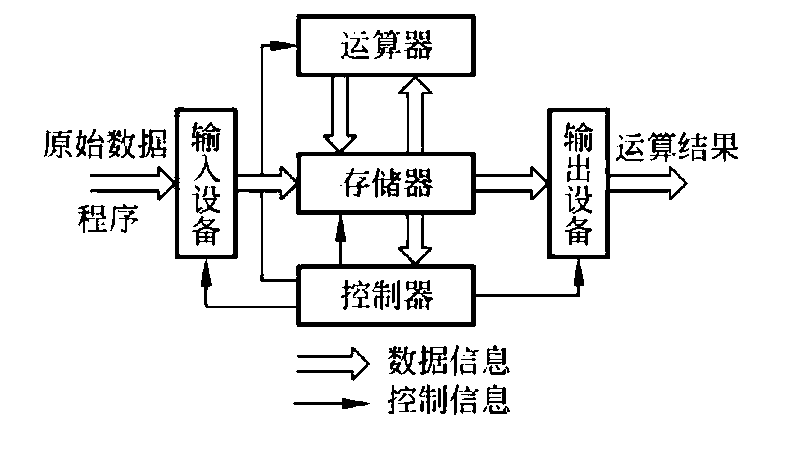 运算器
原始数据
程序
输入设备
存储器
输出设备
运算结果
控制器
数据信息
控制信息